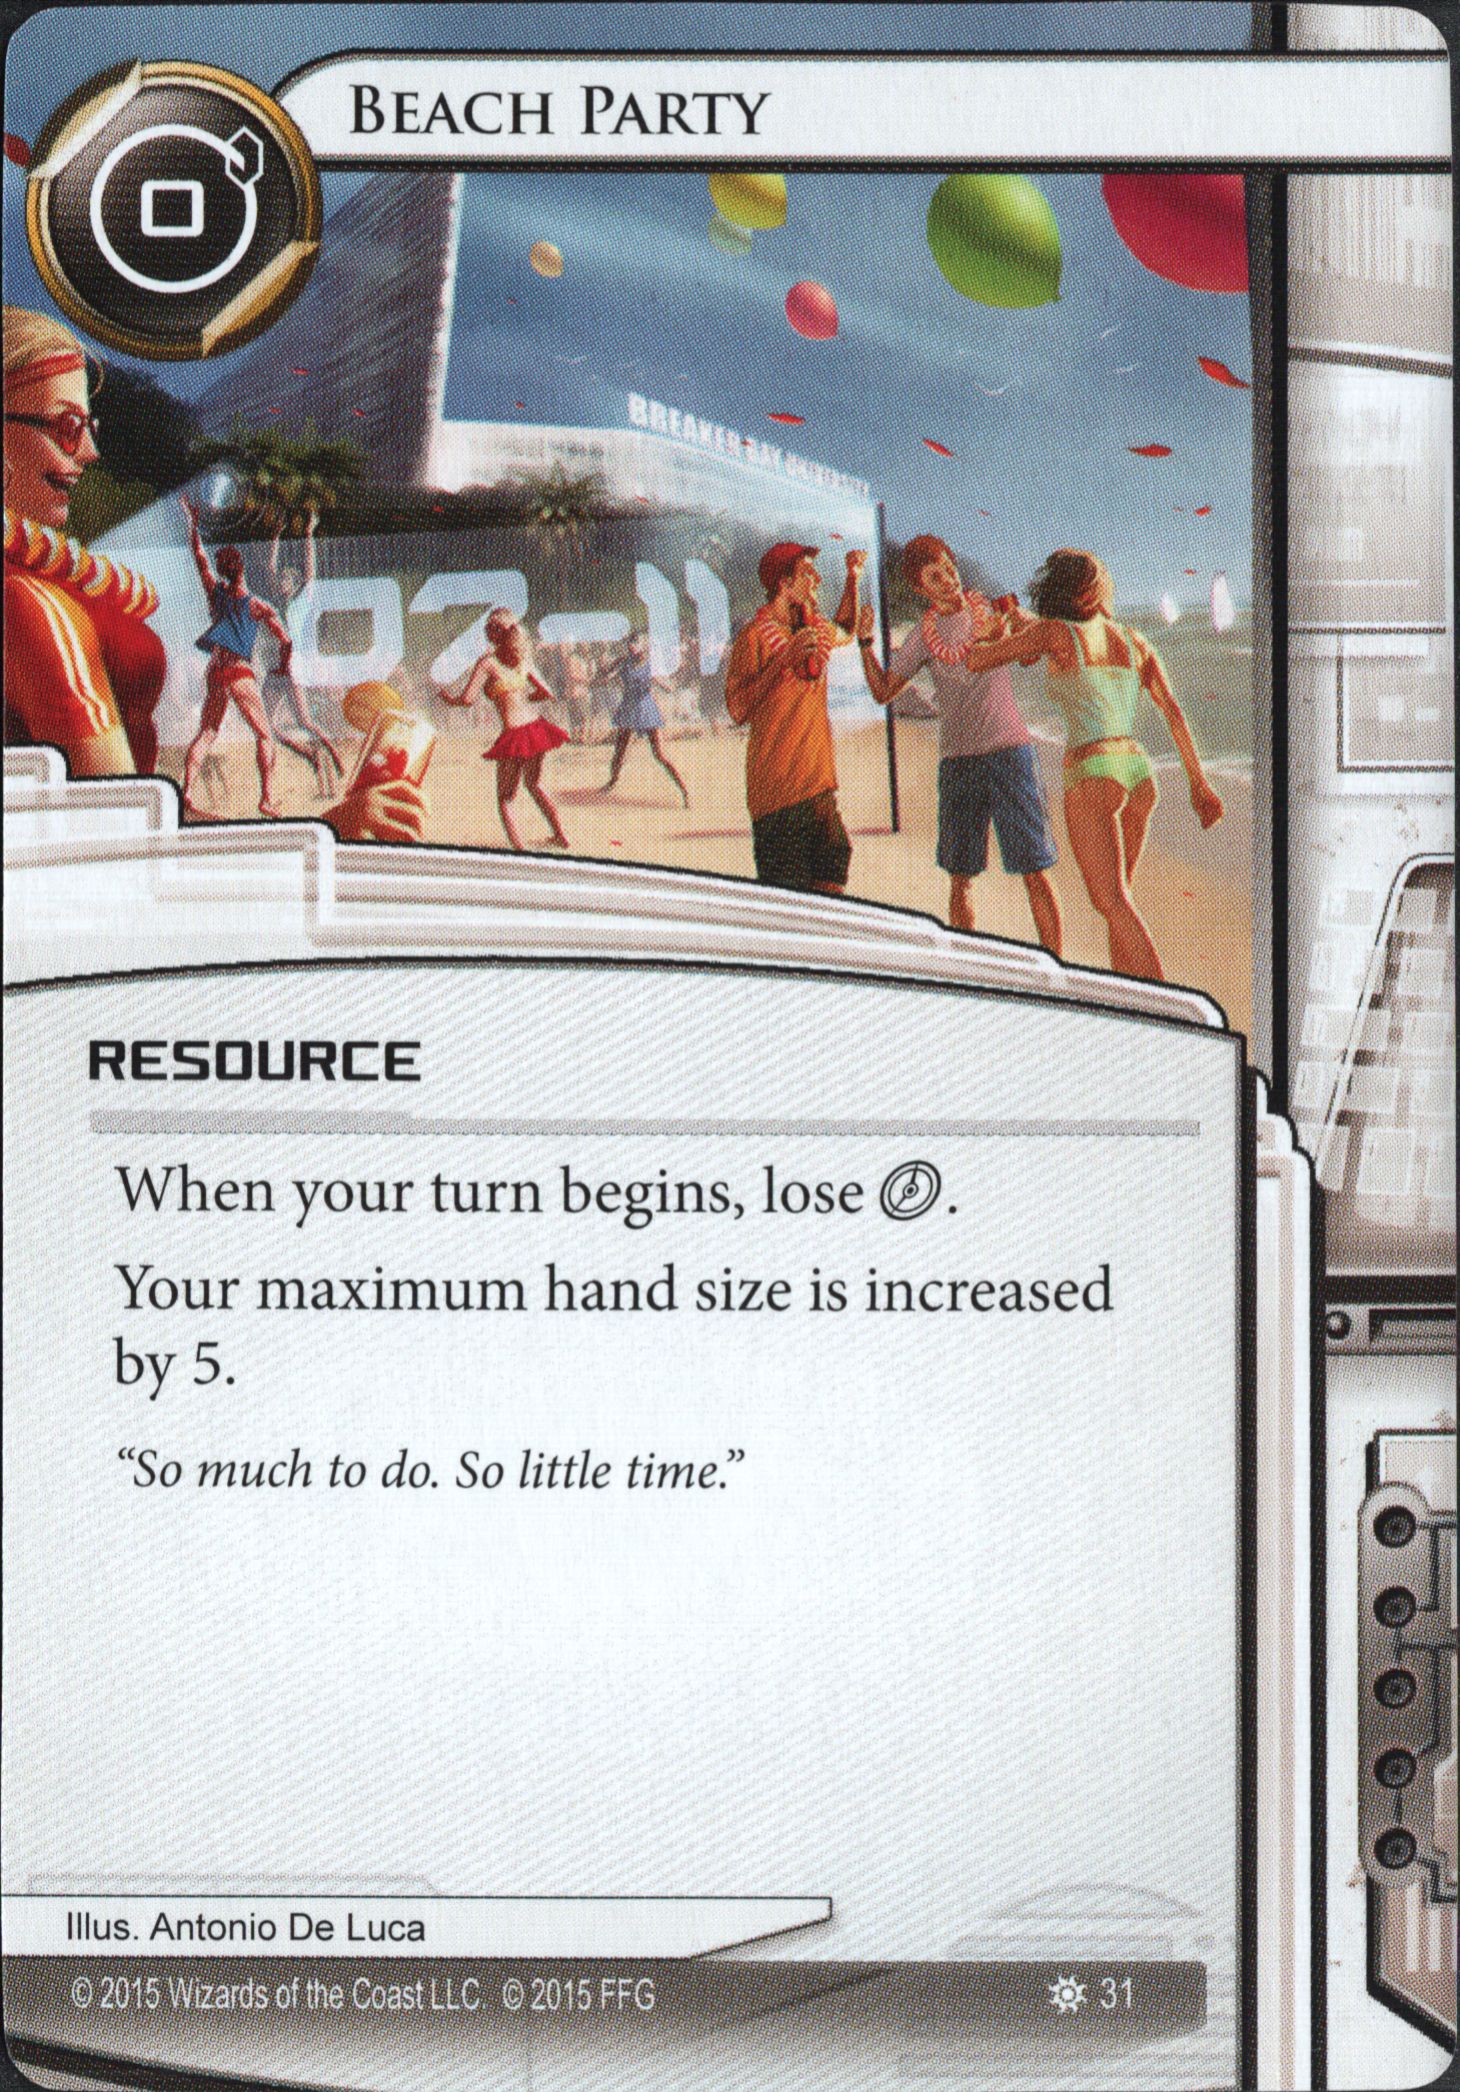 BEACH PARTY
0
BREAKER BAY
07-11
RESOURCE
When your turn begins, lose .
Your maximum hand size is increased
by 5.
“So much to do. So little time.”
Illus. Antonio De Luca
© 2015 Wizards of the Coast LLC. © 2015 FFG
31